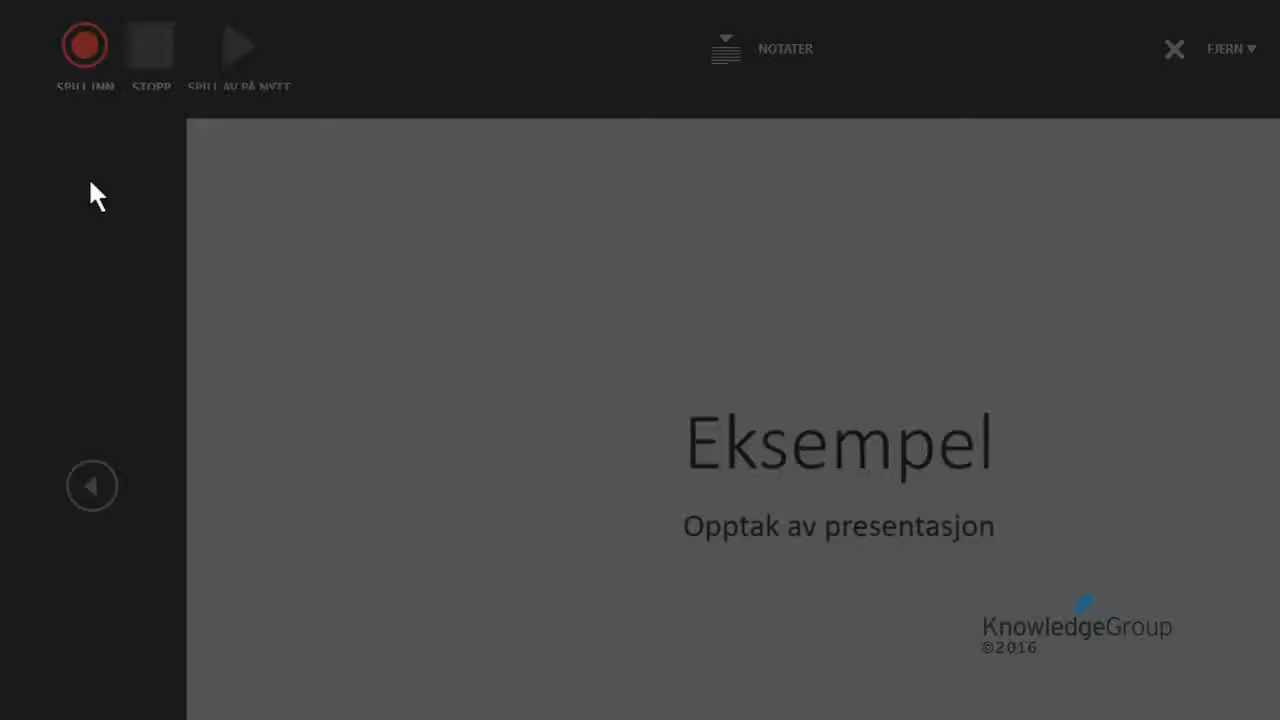 SPILL INN STOPP SPILL AV PÅ NYTT
NOTATER
FJERN
Eksempel
Opptak av presentasjon
KnowledgeGroup
©2016